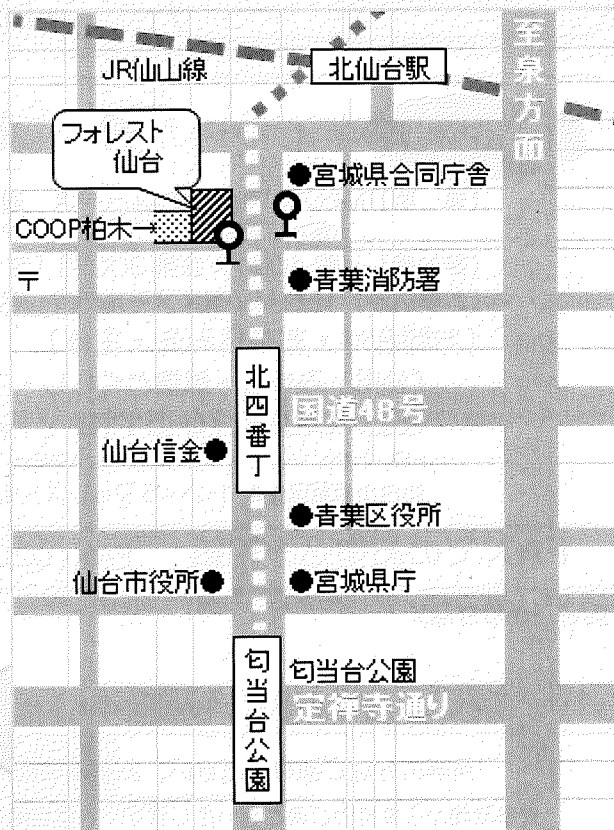 JR仙山線
北仙台駅
至泉方面
フォレスト
仙台
●宮城県合同庁舎
COOP柏木→
〒
●青葉消防署
北四番丁
国道48号
仙台信金●
●青葉区役所
仙台市役所●
●宮城県庁
匂当台公園
匂当台公園
定禅寺通り